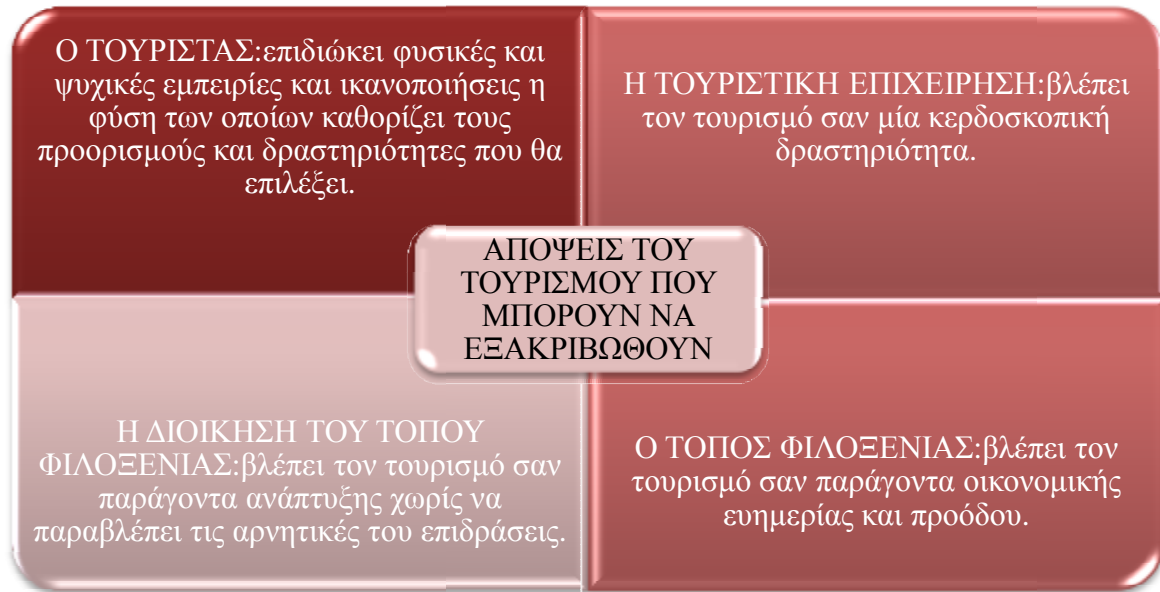 Ο ΤΟΥΡΙΣΤΑΣ:επιδιώκει φυσικές και
ψυχικές εμπειρίες και ικανοποιήσεις η
φύση των οποίων καθορίζει τους
προορισμούς και δραστηριότητες που θα
επιλέξει.
Η ΤΟΥΡΙΣΤΙΚΗ ΕΠΙΧΕΙΡΗΣΗ:βλέπει
τον τουρισμό σαν μία κερδοσκοπική
δραστηριότητα.
ΑΠΟΨΕΙΣ ΤΟΥ
ΤΟΥΡΙΣΜΟΥ ΠΟΥ
ΜΠΟΡΟΥΝ ΝΑ
ΕΞΑΚΡΙΒΩΘΟΥΝ
Η ΔΙΟΙΚΗΣΗ ΤΟΥ ΤΟΠΟΥ
ΦΙΛΟΞΕΝΙΑΣ:βλέπει τον τουρισμό σαν
παράγοντα ανάπτυξης χωρίς να
παραβλέπει τις αρνητικές του επιδράσεις.
Ο ΤΟΠΟΣ ΦΙΛΟΞΕΝΙΑΣ:βλέπει τον
τουρισμό σαν παράγοντα οικονομικής
ευημερίας και προόδου.